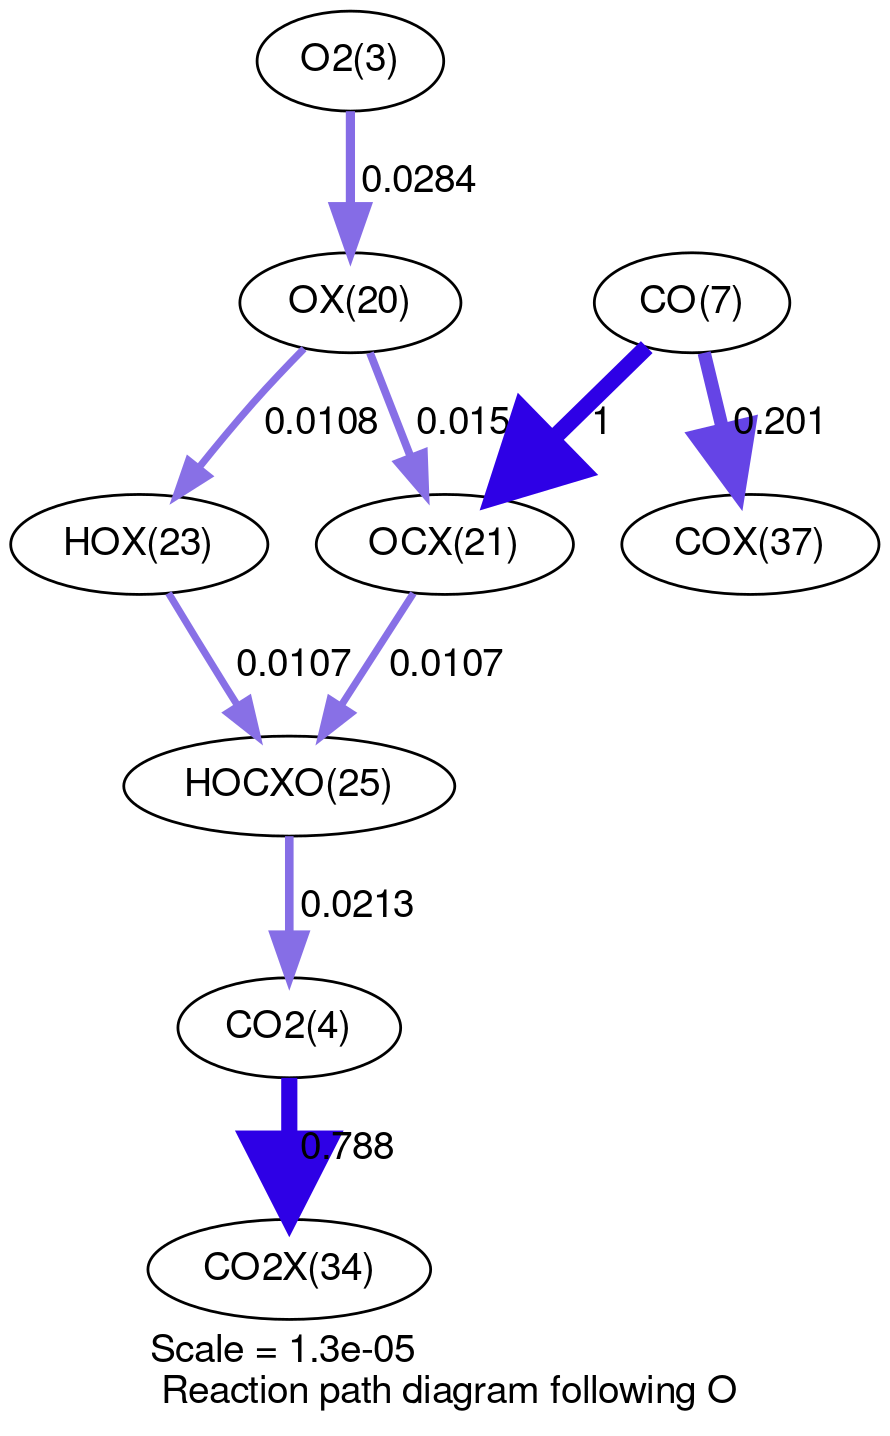 O2(3)
0.0284
OX(20)
CO(7)
0.0108
0.015
1
0.201
HOX(23)
OCX(21)
COX(37)
0.0107
0.0107
HOCXO(25)
0.0213
CO2(4)
0.788
CO2X(34)
Scale = 1.3e-05
Reaction path diagram following O